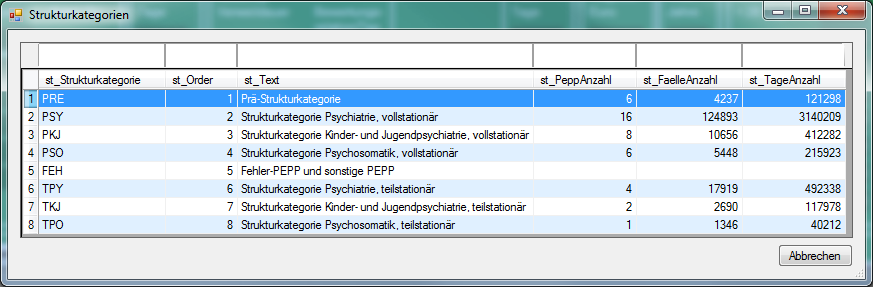 Strukturkategorien
st_Strukturkategorie st_Order st_Text st_PeppAnzahl st_FaelleAnzahl st_TageAnzahl
1 PRE 1 Prä-Strukturkategorie 6 4237 121298
2 PSY 2 Strukturkategorie Psychiatrie, vollstationär 16 124893 3140209
3 PKJ 3 Strukturkategorie Kinder- und Jugendpsychiatrie, vollstationär 8 10656 412282
4 PSO 4 Strukturkategorie Psychosomatik, vollstationär 6 5448 215923
5 FEH 5 Fehler-PEPP und sonstige PEPP
6 TPY 6 Strukturkategorie Psychiatrie, teilstationär 4 17919 492338
7 TKJ 7 Strukturkategorie Kinder- und Jugendpsychiatrie, teilstationär 2 2690 117978
8 TPO 8 Strukturkategorie Psychosomatik, teilstationär 1 1346 40212
Abbrechen